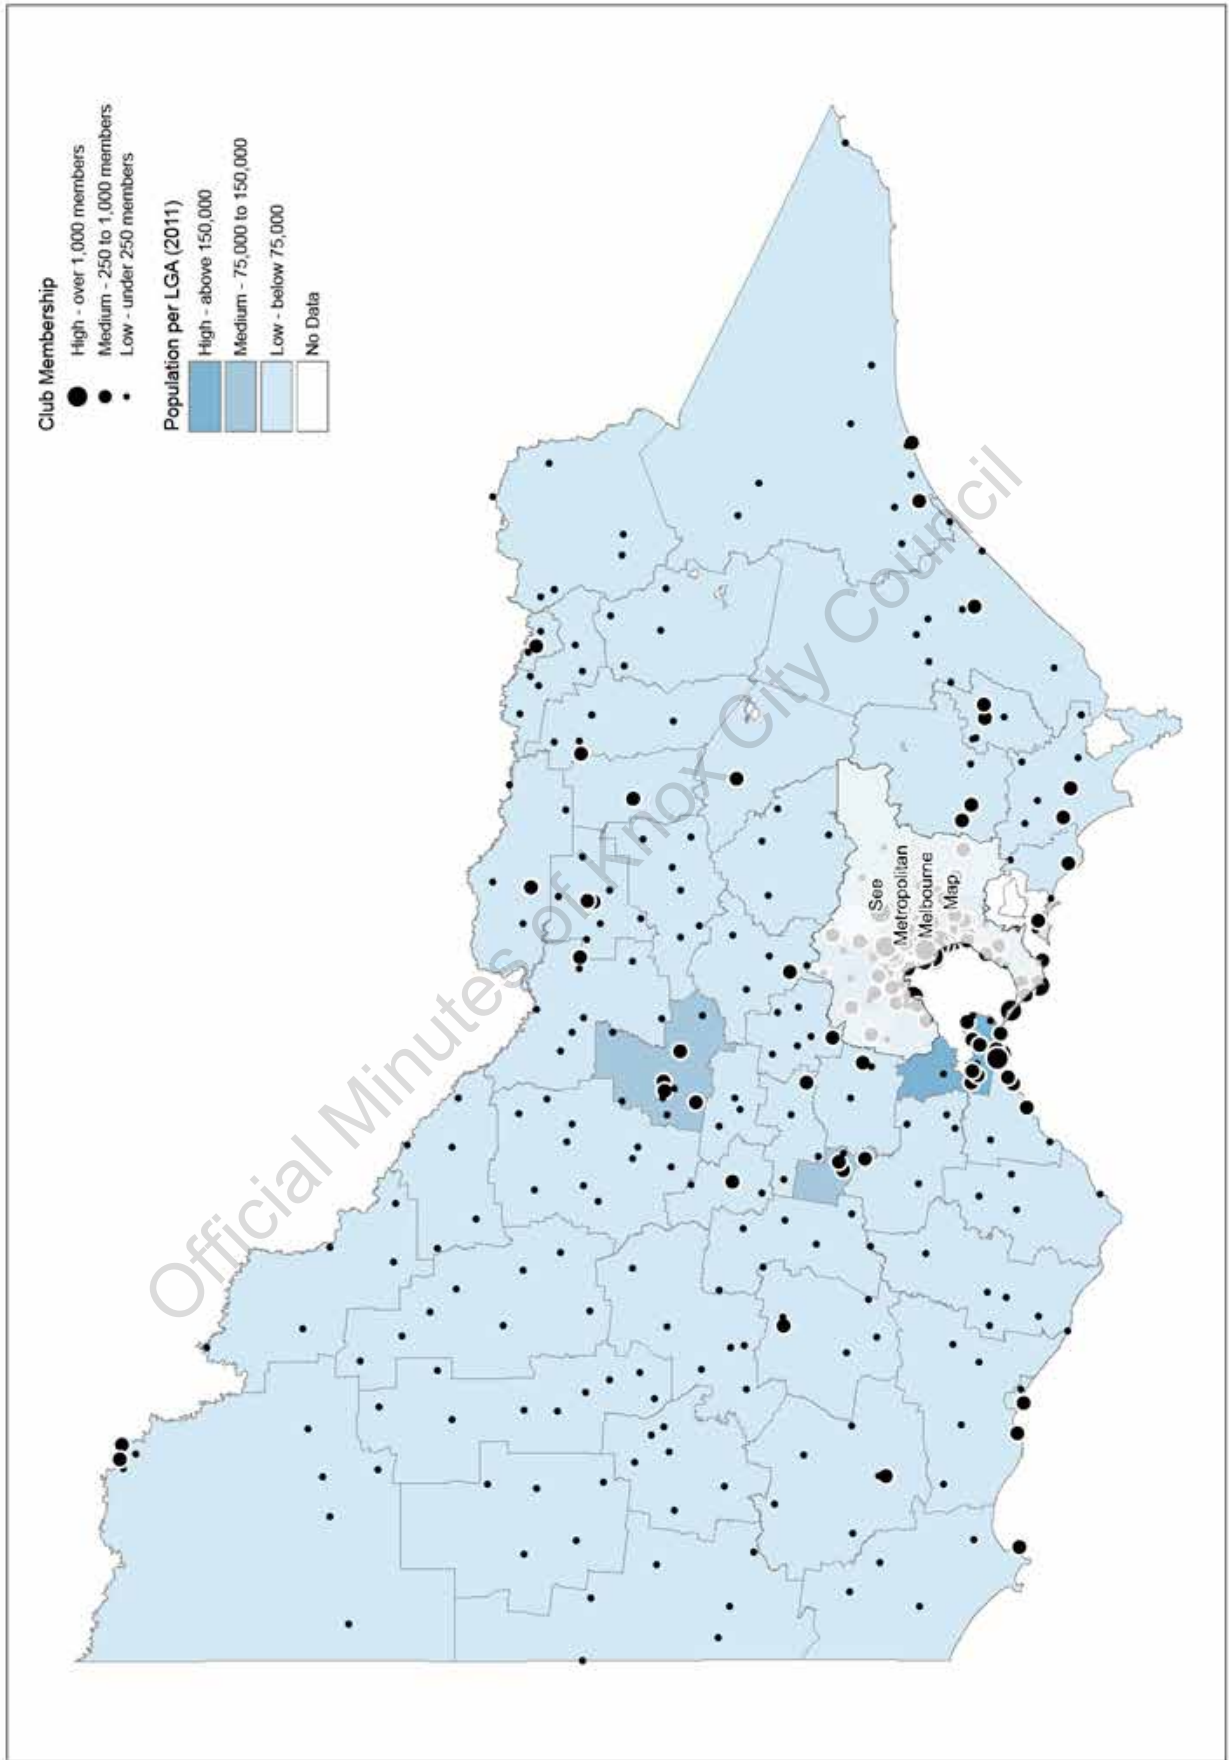 Club Membership
High - over 1,000 members
Medium - 250 to 1,000 members
Low - under 250 members
Population per LGA (2011)
High - above 150,000
Medium - 75,000 to 150,000
Low - below 75,000
No Data
See
Metropolitan
Melbourne
Map
Official Minutes of Knox City Council